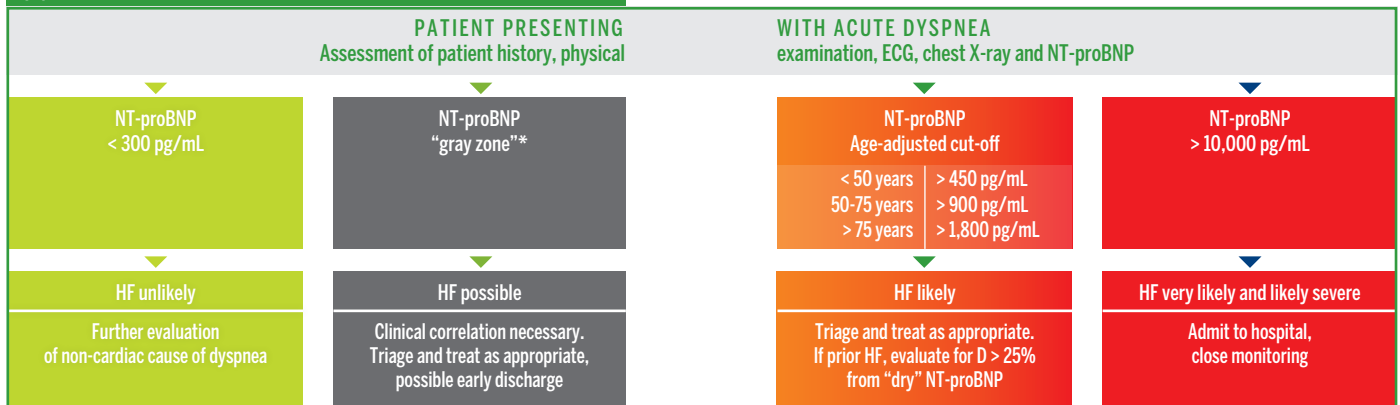 PATIENT PRESENTING WITH ACUTE DYSPNEA
Assessment of patient history, physical examination, ECG, chest X-ray and NT-proBNP
NT-proBNP
< 300 pg/mL
HF unlikely
Further evaluation
of non-cardiac cause of dyspnea
NT-proBNP
“gray zone”*
HF possible
Clinical correlation necessary.
Triage and treat as appropriate,
possible early discharge
NT-proBNP
Age-adjusted cut-off
< 50 years > 450 pg/mL
50-75 years > 900 pg/mL
> 75 years > 1,800 pg/mL
HF likely
Triage and treat as appropriate.
If prior HF, evaluate for D > 25%
from “dry” NT-proBNP
NT-proBNP
> 10,000 pg/mL
HF very likely and likely severe
Admit to hospital,
close monitoring